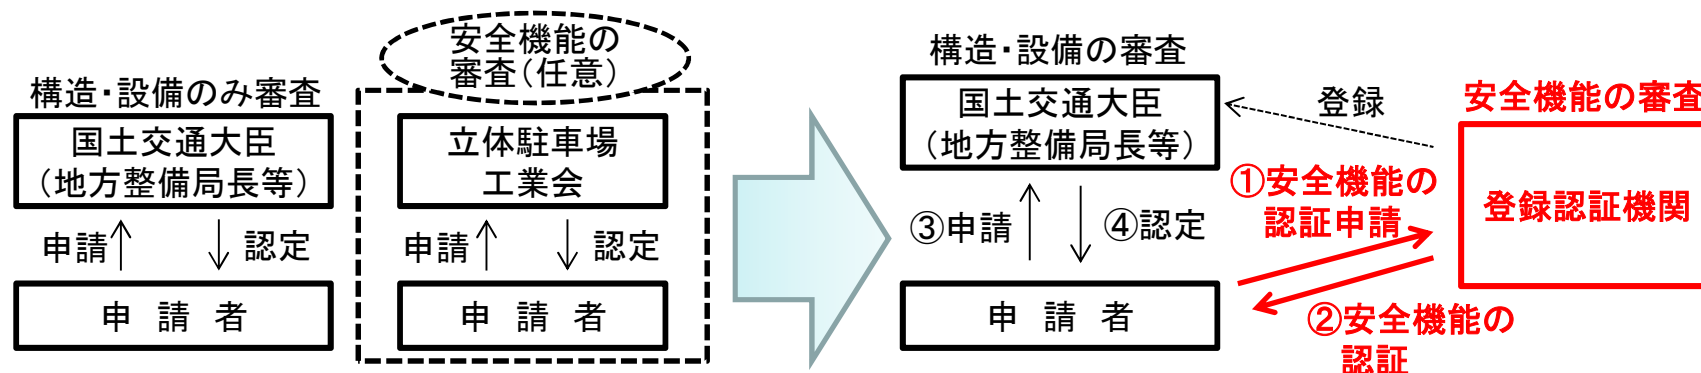 構造・設備のみ審査
国土交通大臣
（地方整備局長等）
申請
認定
申 請 者
安全機能の
審査（任意）
立体駐車場
工業会
申請
認定
申 請 者
構造・設備の審査
国土交通大臣
（地方整備局長等）
③申請
④認定
申 請 者
登録
①安全機能の
認証申請
②安全機能の
認証
安全機能の審査
登録認証機関